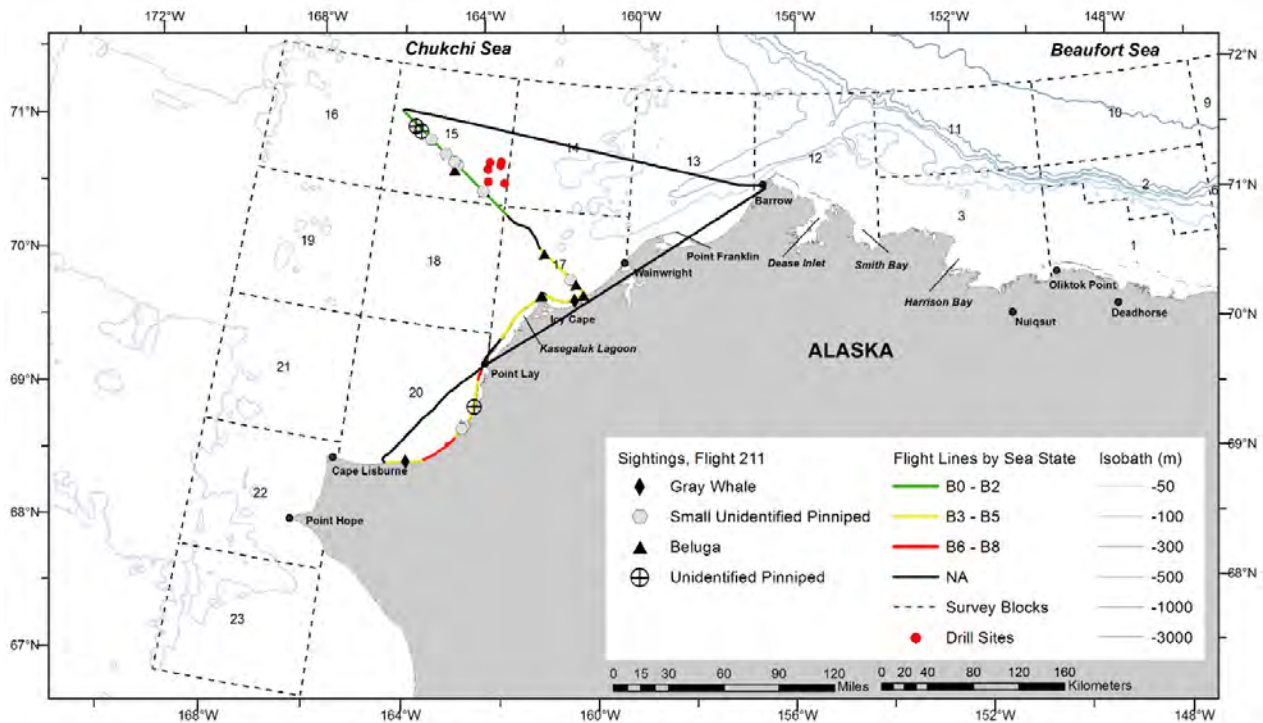 172°W 168°W 164°W 160°W 156°W 152°W 148°W
Chukchi Sea
Beaufort Sea
72°N
71°N
71°N
70°N
70°N
69°N
69°N
68°N
68°N
67°N
16
15
14
13
12
11
10
9
19
18
17
3
2
6
1
21
20
22
23
Barrow
Point Franklin
Wainwright
Dease Inlet
Smith Bay
Harrison Bay
Oliktok Point
Nuiqsut
Deadhorse
Icy Cape
Kasegaluk Lagoon
Point Lay
ALASKA
Cape Lisburne
Point Hope
Sightings, Flight 211
Gray Whale
Small Unidentified Pinniped
Beluga
Unidentified Pinniped
Flight Lines by Sea State
B0 - B2
B3 - B5
B6 - B8
NA
Survey Blocks
Drill Sites
Isobath (m)
-50
-100
-300
-500
-1000
-3000
0 15 30 60 90 120
Miles
0 20 40 80 120 160
Kilometers
168°W 164°W 160°W 156°W 152°W 148°W